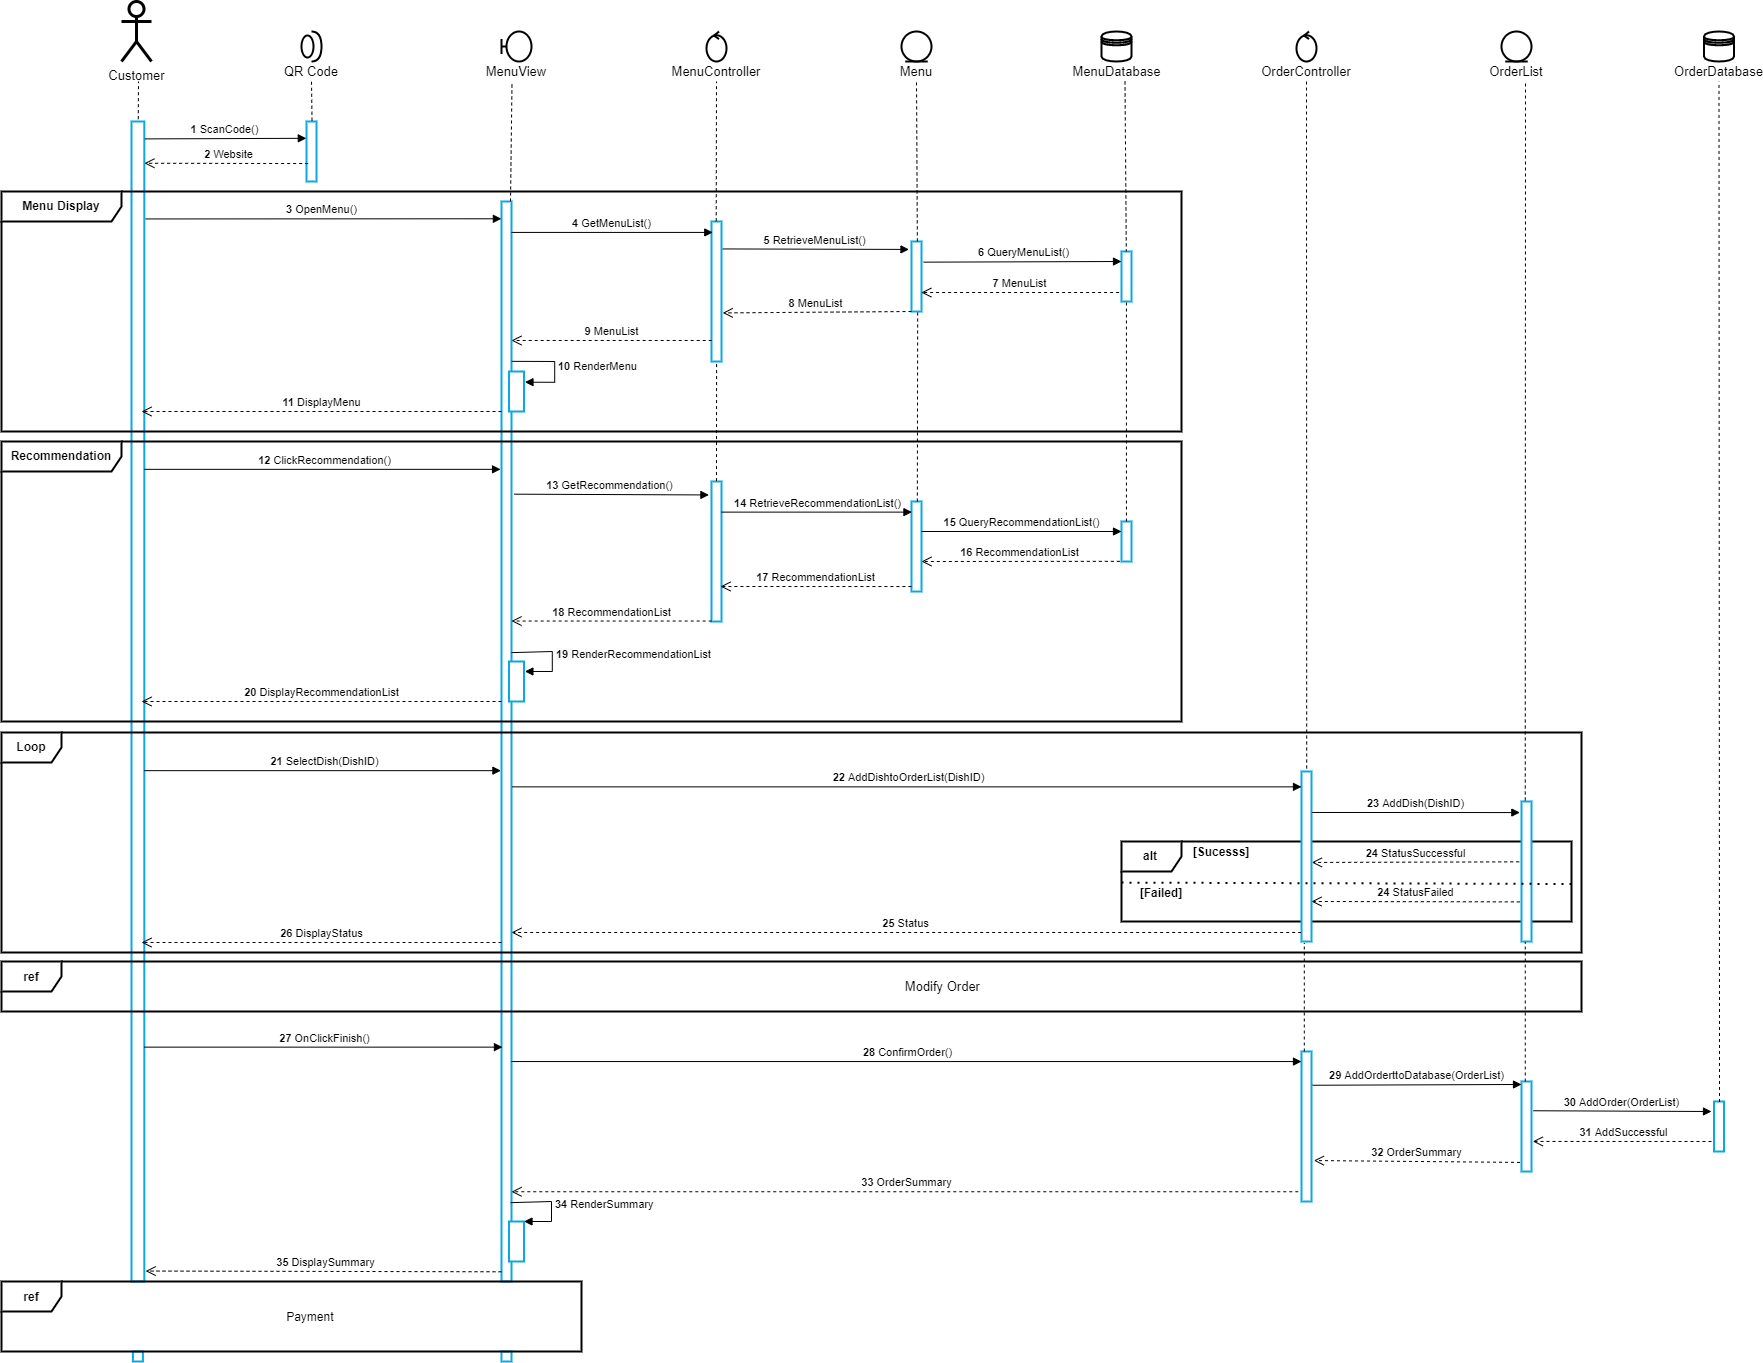 Customer
QR Code
MenuView
MenuController
Menu
MenuDatabase
OrderController
OrderList
OrderDatabase
1 ScanCode()
2 Website
Menu Display
3 OpenMenu()
4 GetMenuList()
5 RetrieveMenuList()
6 QueryMenuList()
7 MenuList
8 MenuList
9 MenuList
10 RenderMenu
11 DisplayMenu
Recommendation
12 ClickRecommendation()
13 GetRecommendation()
14 RetrieveRecommendationList()
15 QueryRecommendationList()
16 RecommendationList
17 RecommendationList
18 RecommendationList
19 RenderRecommendationList
20 DisplayRecommendationList
Loop
21 SelectDish(DishID)
22 AddDishtoOrderList(DishID)
23 AddDish(DishID)
alt
[Sucesss]
24 StatusSuccessful
[Failed]
24 StatusFailed
25 Status
26 DisplayStatus
ref
Modify Order
27 OnClickFinish()
28 ConfirmOrder()
29 AddOrderttoDatabase(OrderList)
30 AddOrder(OrderList)
31 AddSuccessful
32 OrderSummary
33 OrderSummary
34 RenderSummary
35 DisplaySummary
ref
Payment